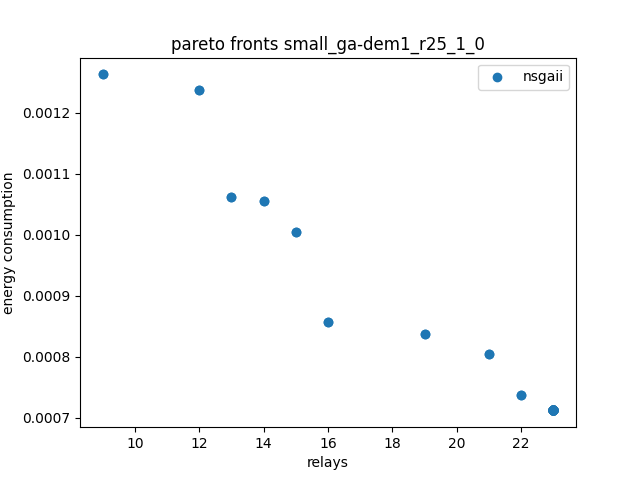 pareto fronts small_ga-dem1_r25_1_0
nsgaii
energy consumption
0.0012
0.0011
0.0010
0.0009
0.0008
0.0007
10 12 14 16 18 20 22
relays